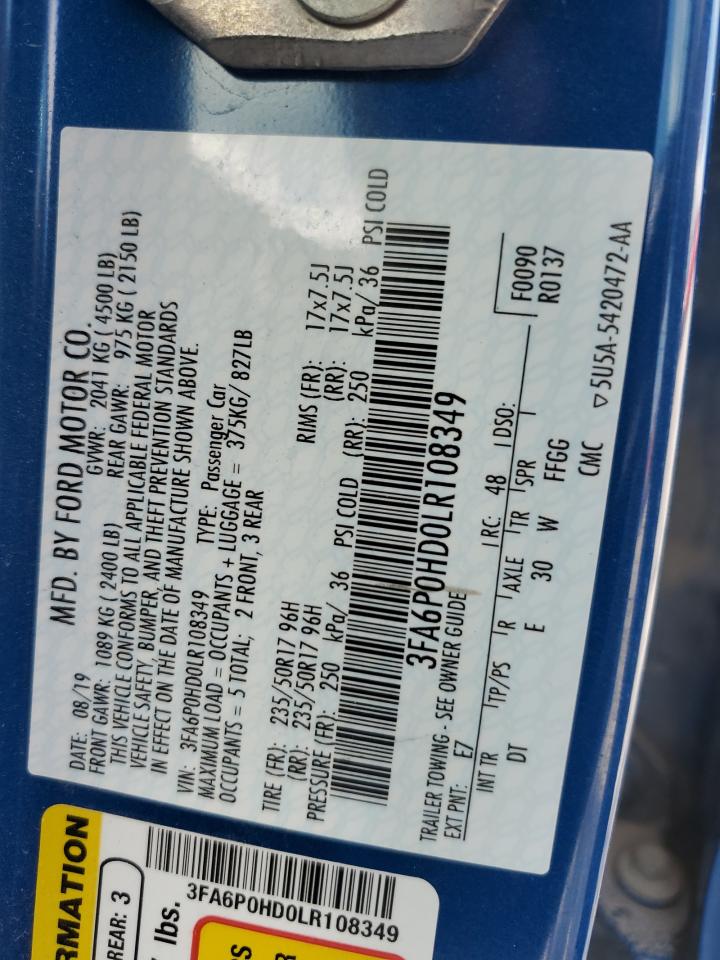 MFD. BY FORD MOTOR CO.
DATE: 08/19 GVWR: 2041 KG ( 4500 LB)
FRONT GAWR: 1089 KG ( 2400 LB) REAR GAWR: 975 KG ( 2150 LB)
THIS VEHICLE CONFORMS TO ALL APPLICABLE FEDERAL MOTOR
VEHICLE SAFETY, BUMPER, AND THEFT PREVENTION STANDARDS
IN EFFECT ON THE DATE OF MANUFACTURE SHOWN ABOVE.
VIN: 3FA6P0HD0LR108349 TYPE: Passenger Car
MAXIMUM LOAD = OCCUPANTS + LUGGAGE = 375KG/ 827LB
OCCUPANTS = 5 TOTAL; 2 FRONT, 3 REAR
TIRE (FR): 235/50R17 96H RIMS (FR): 17x7.5J
(RR): 235/50R17 96H (RR): 17x7.5J
PRESSURE (FR): 250 kPa/ 36 PSI COLD (RR): 250 kPa/ 36 PSI COLD
3FA6P0HD0LR108349
TRAILER TOWING - SEE OWNER GUIDE
EXT PNT: E7 RC: 48 DSO: F0090
R0137
INT TR TP/PS R AXLE TR SPR
DT E 30 W FFGG
CMC ▽5U5A-5420472-AA
RMATION
REAR: 3
lbs.
3FA6P0HD0LR108349